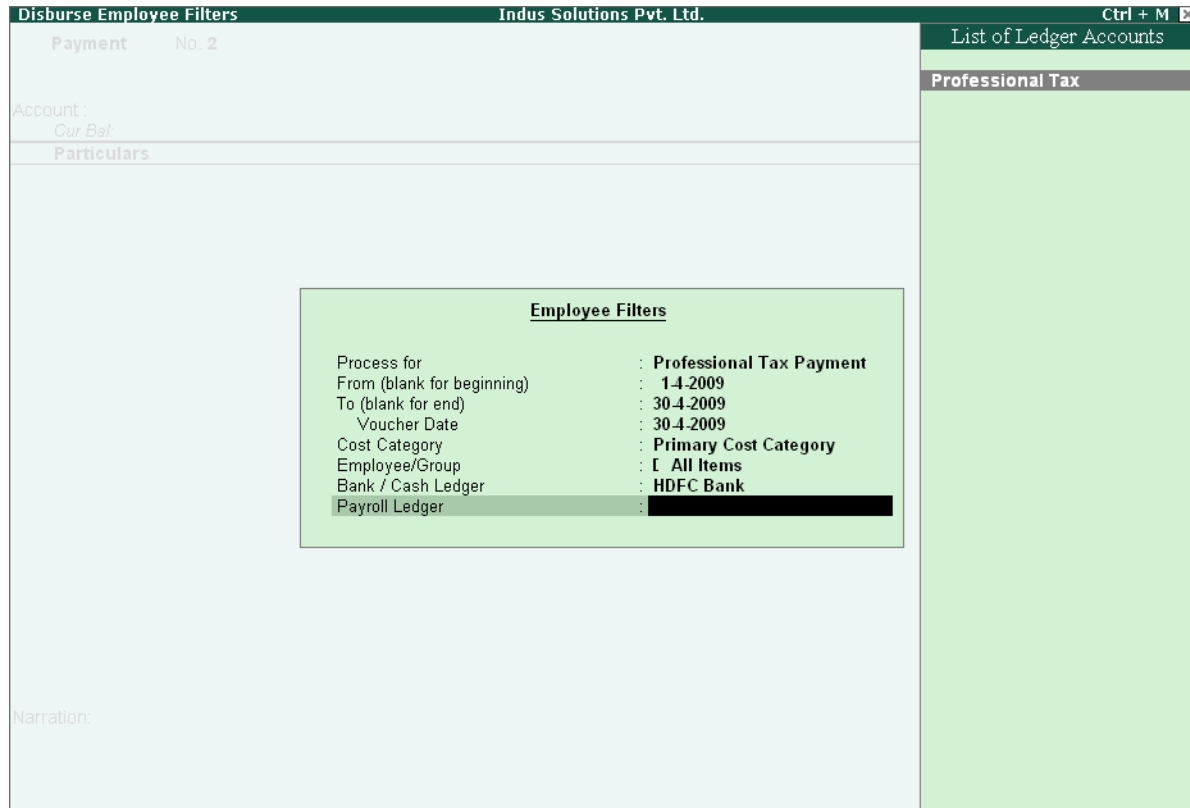 Disburse Employee Filters Indus Solutions Pvt. Ltd. Ctrl + M
Payment No. 2
List of Ledger Accounts
Professional Tax
Account :
Cur Bal:
Particulars
Employee Filters
Process for : Professional Tax Payment
From (blank for beginning) : 1-4-2009
To (blank for end) : 30-4-2009
Voucher Date : 30-4-2009
Cost Category : Primary Cost Category
Employee/Group : [ All Items
Bank / Cash Ledger : HDFC Bank
Payroll Ledger :
Narration: